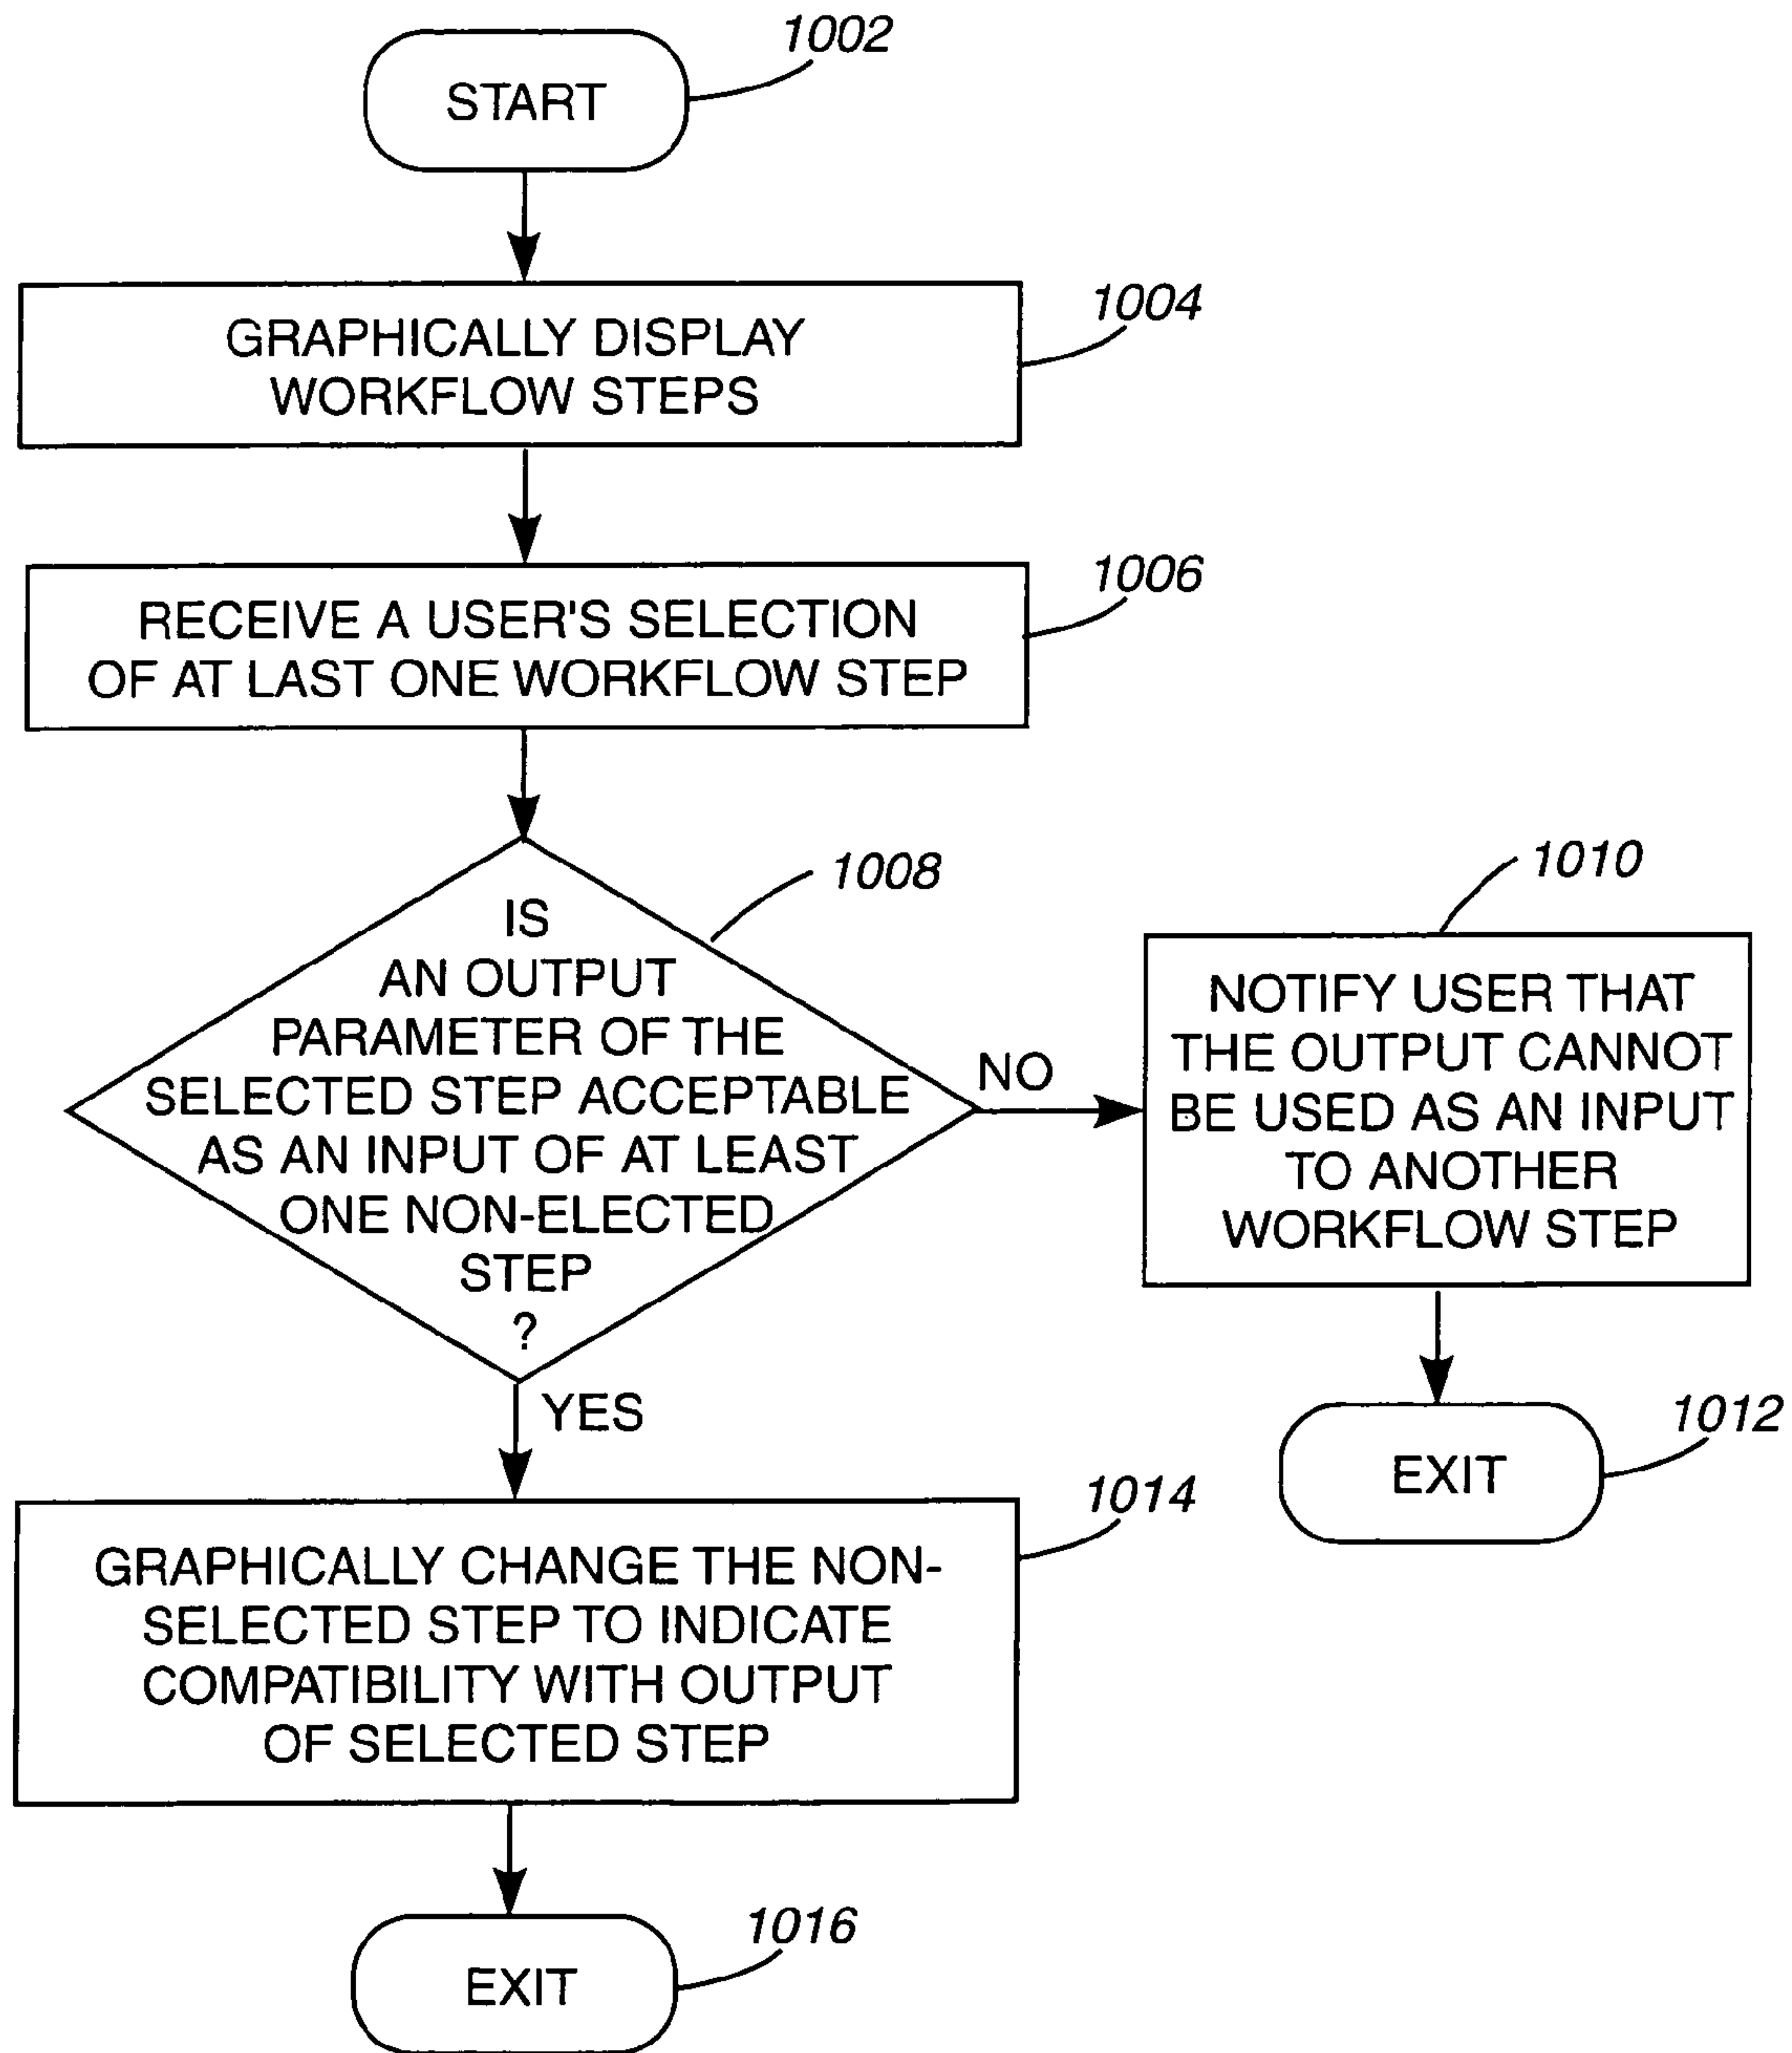 1002
START
1004
GRAPHICALLY DISPLAY
WORKFLOW STEPS
1006
RECEIVE A USER'S SELECTION
OF AT LAST ONE WORKFLOW STEP
1008
IS
AN OUTPUT
PARAMETER OF THE
SELECTED STEP ACCEPTABLE
AS AN INPUT OF AT LEAST
ONE NON-ELECTED
STEP
?
NO
1010
NOTIFY USER THAT
THE OUTPUT CANNOT
BE USED AS AN INPUT
TO ANOTHER
WORKFLOW STEP
1012
EXIT
YES
1014
GRAPHICALLY CHANGE THE NON-
SELECTED STEP TO INDICATE
COMPATIBILITY WITH OUTPUT
OF SELECTED STEP
1016
EXIT